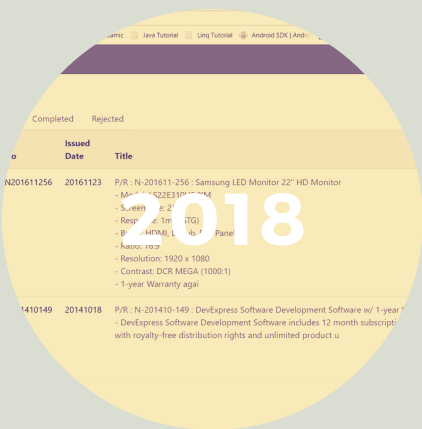 Java Tutorial Linq Tutorial Android SDK |
Completed Rejected
Issued
Date Title
N201611256 20161123 P/R : N-201611-256 : Samsung LED Monitor 22" HD Monitor
- Screen
- Ratio: 16:9
- Resolution: 1920 x 1080
- Contrast: DCR MEGA (1000:1)
- 1-year Warranty agai
2018
20141018 P/R : N-201410-149 : DevExpress Software Development Software w/ 1-year
- DevExpress Software Development Software includes 12 month
with royalty-free distribution rights and unlimited product u